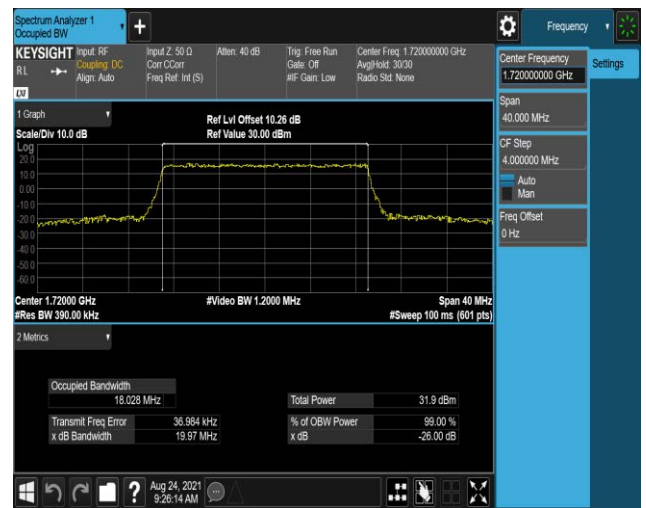 Spectrum Analyzer 1
Occupied BW
+
Frequency
KEYSIGHT
RL
LXI
Input: RF
Coupling: DC
Align: Auto
Input Z: 50 Ω
Corr CCorr
Freq Ref: Int (S)
Atten: 40 dB
Trig: Free Run
Gate: Off
#IF Gain: Low
Center Freq: 1.720000000 GHz
Avg|Hold: 30/30
Radio Std: None
Center Frequency
1.720000000 GHz
Settings
Span
40.000 MHz
CF Step
4.000000 MHz
Auto
Man
Freq Offset
0 Hz
1 Graph
Scale/Div 10.0 dB
Ref Lvl Offset 10.26 dB
Ref Value 30.00 dBm
Log
20.0
10.0
0.00
-10.0
-20.0
-30.0
-40.0
-50.0
-60.0
Center 1.72000 GHz
#Video BW 1.2000 MHz
Span 40 MHz
#Res BW 390.00 kHz
#Sweep 100 ms (601 pts)
2 Metrics
Occupied Bandwidth
18.028 MHz
Total Power 31.9 dBm
Transmit Freq Error 36.984 kHz
% of OBW Power 99.00 %
x dB Bandwidth 19.97 MHz
x dB -26.00 dB
?
Aug 24, 2021
9:26:14 AM